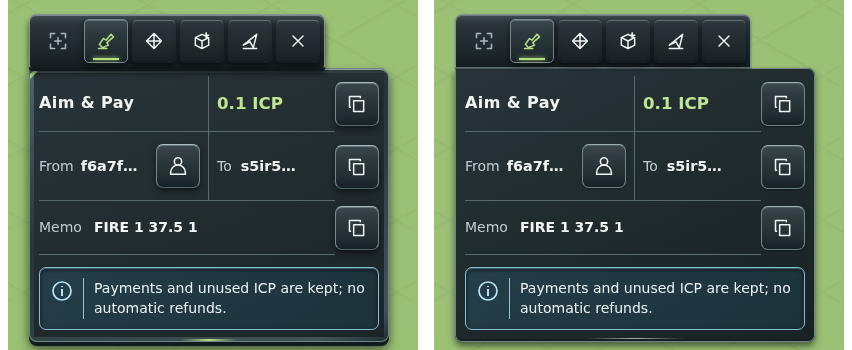 Aim & Pay
0.1 ICP
From f6a7f...
To s5ir5...
Memo FIRE 1 37.5 1
Payments and unused ICP are kept; no
automatic refunds.
Aim & Pay
0.1 ICP
From f6a7f...
To s5ir5...
Memo FIRE 1 37.5 1
Payments and unused ICP are kept; no
automatic refunds.